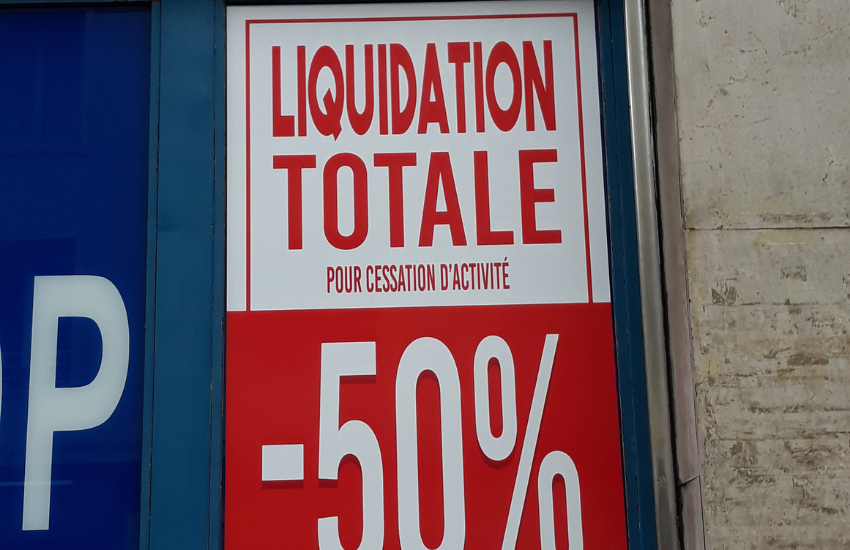 LIQUIDATION
TOTALE
POUR CESSATION D'ACTIVITÉ
-50%
P